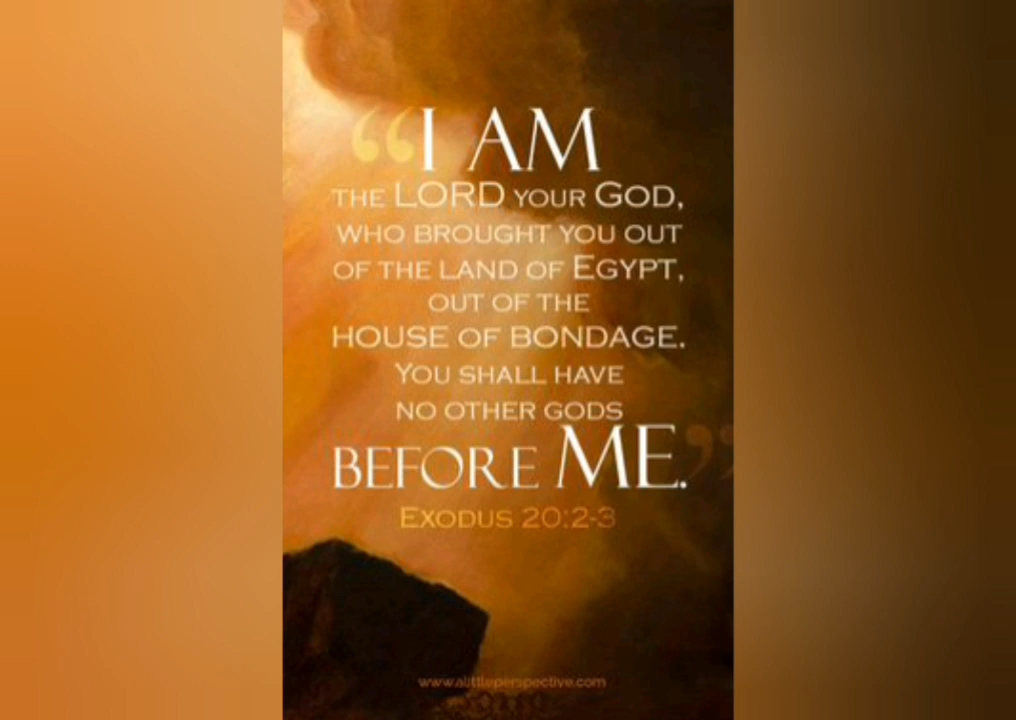 “I AM
THE LORD YOUR GOD,
WHO BROUGHT YOU OUT
OF THE LAND OF EGYPT,
OUT OF THE
HOUSE OF BONDAGE.
YOU SHALL HAVE
NO OTHER GODS
BEFORE ME.”
EXODUS 20:2-3
www.alittleperspective.com